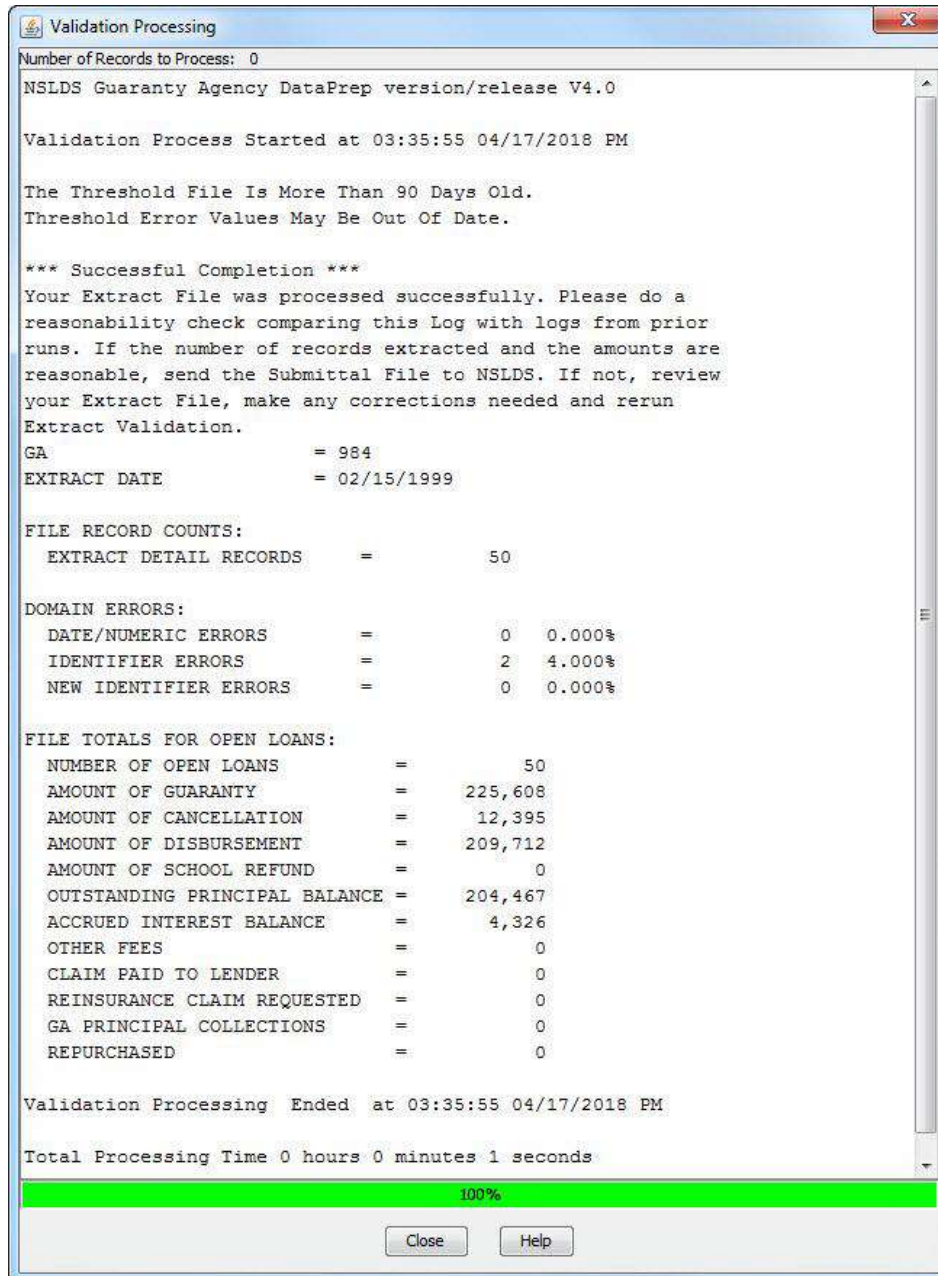 Validation Processing
Number of Records to Process: 0
NSLDS Guaranty Agency DataPrep version/release V4.0
Validation Process Started at 03:35:55 04/17/2018 PM
The Threshold File Is More Than 90 Days Old.
Threshold Error Values May Be Out Of Date.
*** Successful Completion ***
Your Extract File was processed successfully. Please do a
reasonability check comparing this Log with logs from prior
runs. If the number of records extracted and the amounts are
reasonable, send the Submittal File to NSLDS. If not, review
your Extract File, make any corrections needed and rerun
Extract Validation.
GA = 984
EXTRACT DATE = 02/15/1999
FILE RECORD COUNTS:
EXTRACT DETAIL RECORDS = 50
DOMAIN ERRORS:
DATE/NUMERIC ERRORS = 0 0.000%
IDENTIFIER ERRORS = 2 4.000%
NEW IDENTIFIER ERRORS = 0 0.000%
FILE TOTALS FOR OPEN LOANS:
NUMBER OF OPEN LOANS = 50
AMOUNT OF GUARANTY = 225,608
AMOUNT OF CANCELLATION = 12,395
AMOUNT OF DISBURSEMENT = 209,712
AMOUNT OF SCHOOL REFUND = 0
OUTSTANDING PRINCIPAL BALANCE = 204,467
ACCRUED INTEREST BALANCE = 4,326
OTHER FEES = 0
CLAIM PAID TO LENDER = 0
REINSURANCE CLAIM REQUESTED = 0
GA PRINCIPAL COLLECTIONS = 0
REPURCHASED = 0
Validation Processing Ended at 03:35:55 04/17/2018 PM
Total Processing Time 0 hours 0 minutes 1 seconds
100%
Close Help